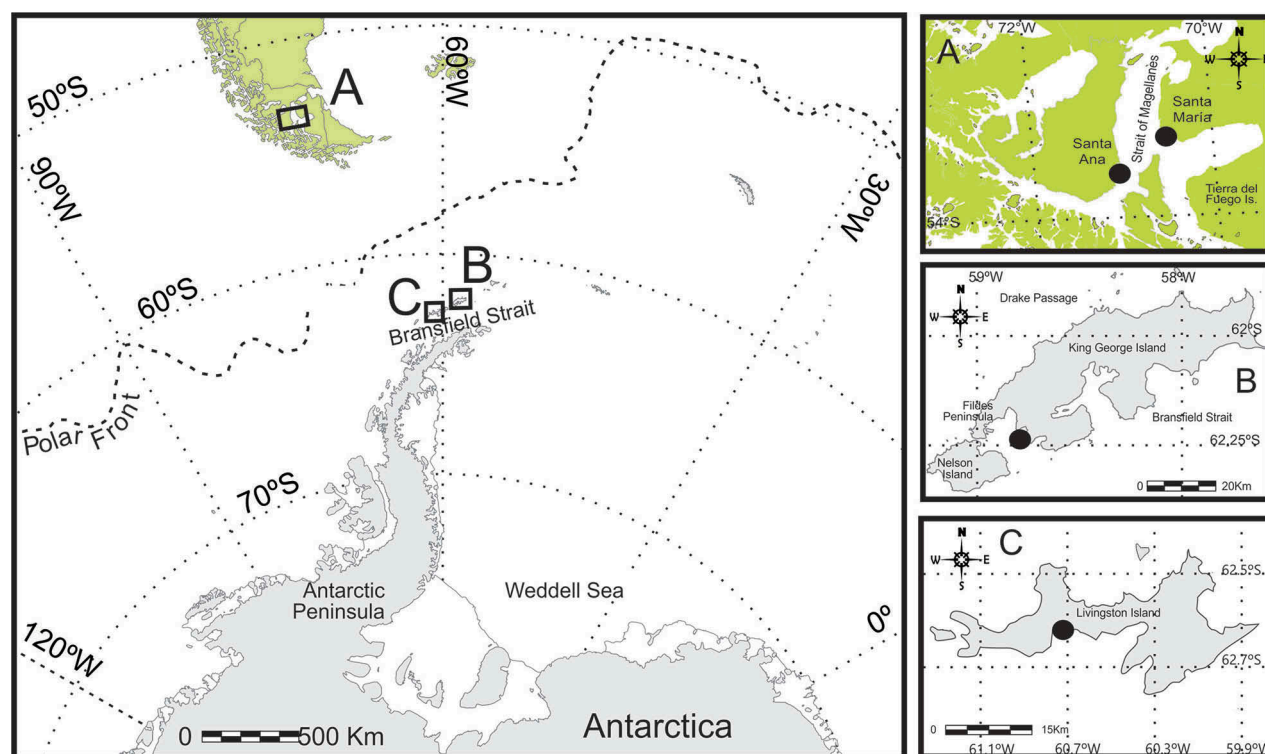 50ºS
A
60ºW
90ºW
30ºW
60ºS
C
B
Bransfield Strait
Polar Front
70ºS
Antarctic
Peninsula
Weddell Sea
120ºW
0º
0 500 Km
Antarctica
A
72ºW
70ºW
N
W E
S
Strait of Magellanes
Santa
María
Santa
Ana
Tierra del
Fuego Is.
54ºS
59ºW
58ºW
N
W E
S
Drake Passage
62ºS
King George Island
B
Fildes
Peninsula
Bransfield Strait
62,25ºS
Nelson
Island
0 20Km
C
N
W E
S
62.5ºS
Livingston Island
62.7ºS
0 15Km
61.1ºW
60.7ºW
60.3ºW
59.9ºW